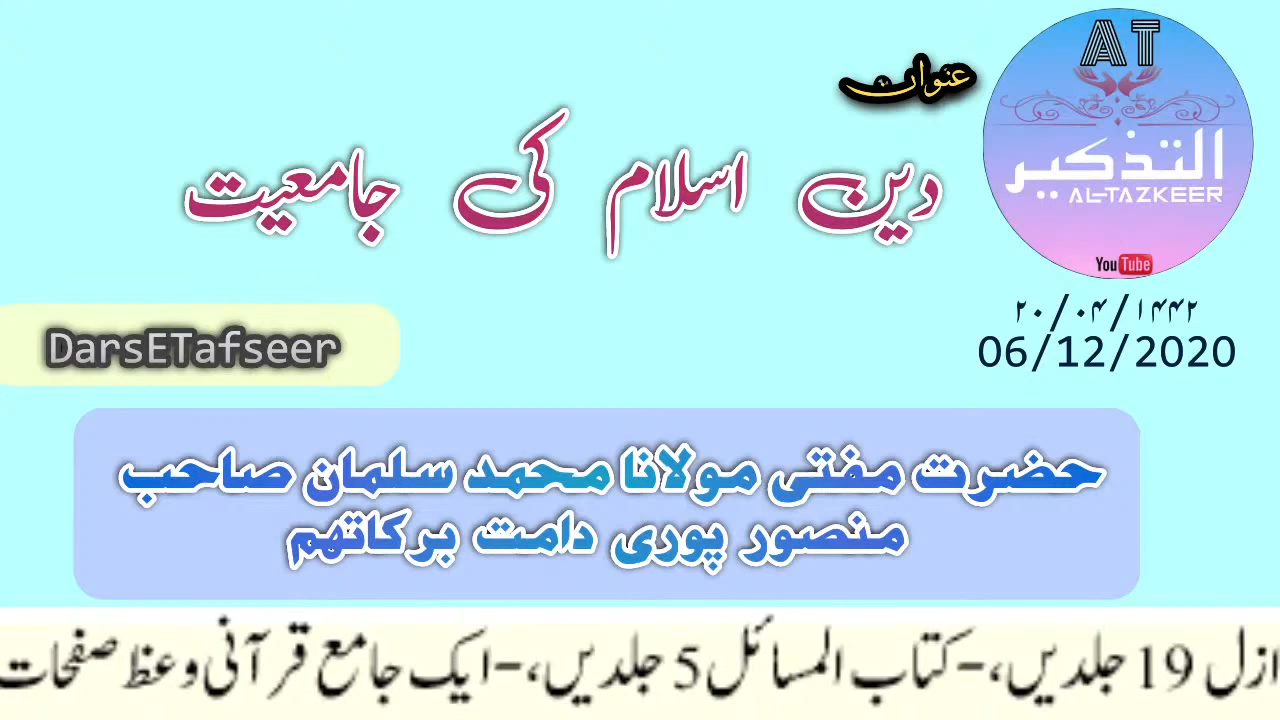 AT
التذکیر
AL-TAZKEER
YouTube
عنوان
دین اسلام کی جامعیت
۲۰/۰۴/۱۴۴۲
06/12/2020
DarsETafseer
حضرت مفتی مولانا محمد سلمان صاحب
منصور پوری دامت برکاتھم
ازل 19 جلدیں،-کتاب المسائل 5 جلدیں،-ایک جامع قرآنی وعظ صفحات